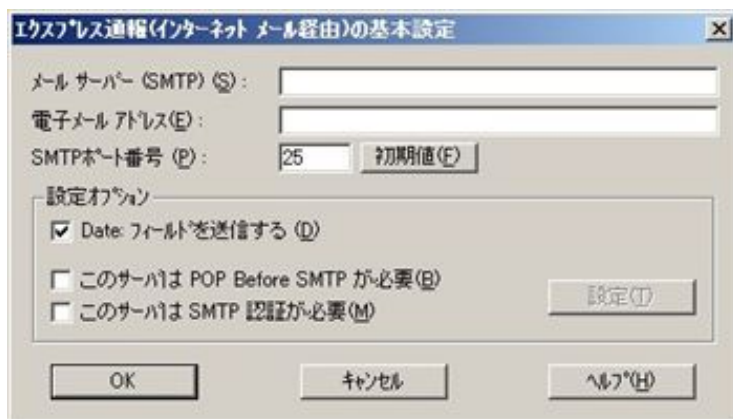 ｴｸｽﾌﾟﾚｽ通報(ｲﾝﾀｰﾈｯﾄ ﾒｰﾙ経由)の基本設定
ﾒｰﾙ ｻｰﾊﾞｰ (SMTP) (S) :
電子ﾒｰﾙ ｱﾄﾞﾚｽ(E) :
SMTPﾎﾟｰﾄ番号 (P) : 25 初期値(F)
設定ｵﾌﾟｼｮﾝ
Date: ﾌｨｰﾙﾄﾞを送信する (D)
このｻｰﾊﾞは POP Before SMTP が必要(B)
このｻｰﾊﾞは SMTP 認証が必要(M)
設定(T)
OK ｷｬﾝｾﾙ ﾍﾙﾌﾟ(H)